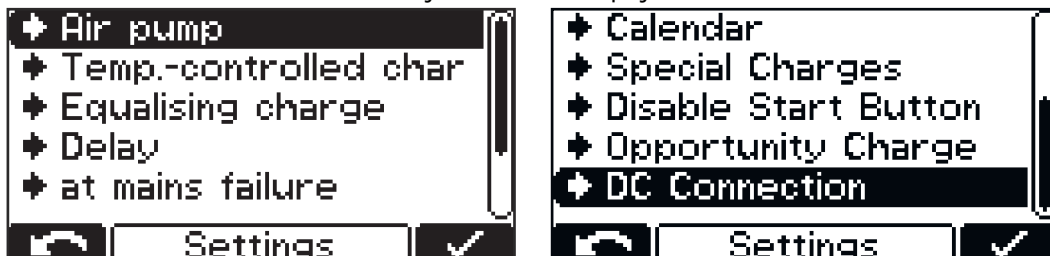 Air pump
Temp.-controlled char
Equalising charge
Delay
at mains failure
Settings
Calendar
Special Charges
Disable Start Button
Opportunity Charge
DC Connection
Settings